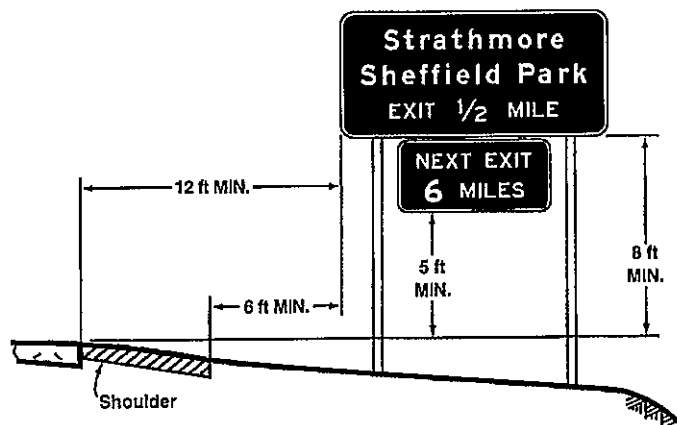 Strathmore
Sheffield Park
EXIT 1/2 MILE
NEXT EXIT
6 MILES
12 ft MIN.
6 ft MIN.
5 ft
MIN.
8 ft
MIN.
Shoulder